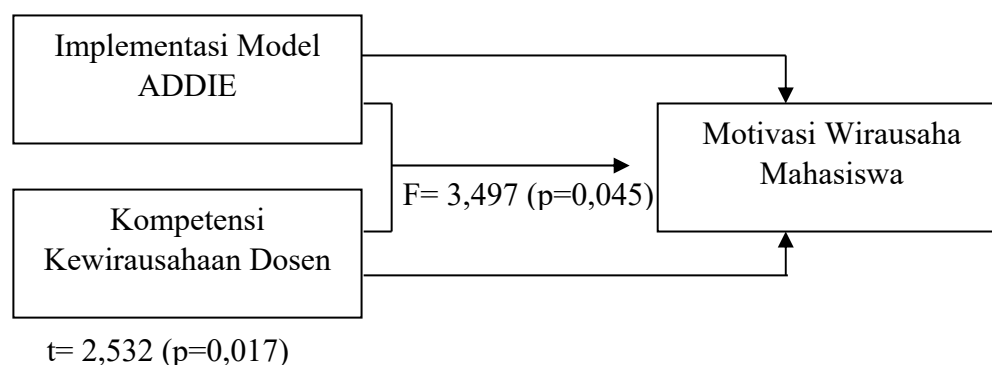 Implementasi Model
ADDIE
Motivasi Wirausaha
Mahasiswa
F= 3,497 (p=0,045)
Kompetensi
Kewirausahaan Dosen
t= 2,532 (p=0,017)